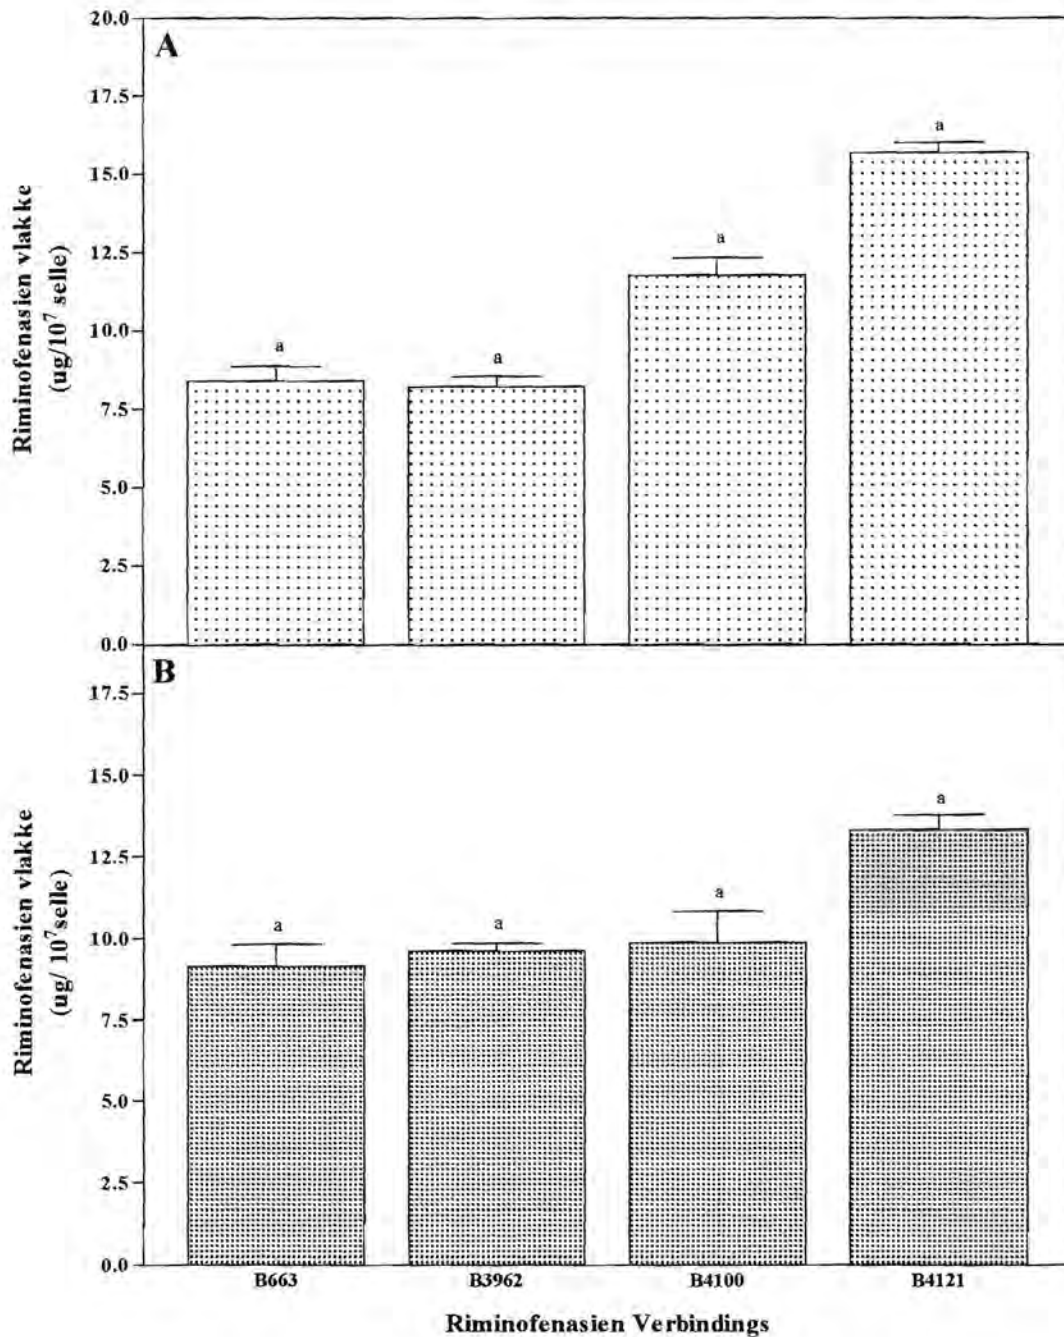 A
20.0
17.5
15.0
12.5
10.0
7.5
5.0
2.5
0.0
Riminofenasien vlakke
(ug/10⁷ selle)
a
a
a
a
B
17.5
15.0
12.5
10.0
7.5
5.0
2.5
0.0
Riminofenasien vlakke
(ug/ 10⁷selle)
a
a
a
a
B663 B3962 B4100 B4121
Riminofenasien Verbindings